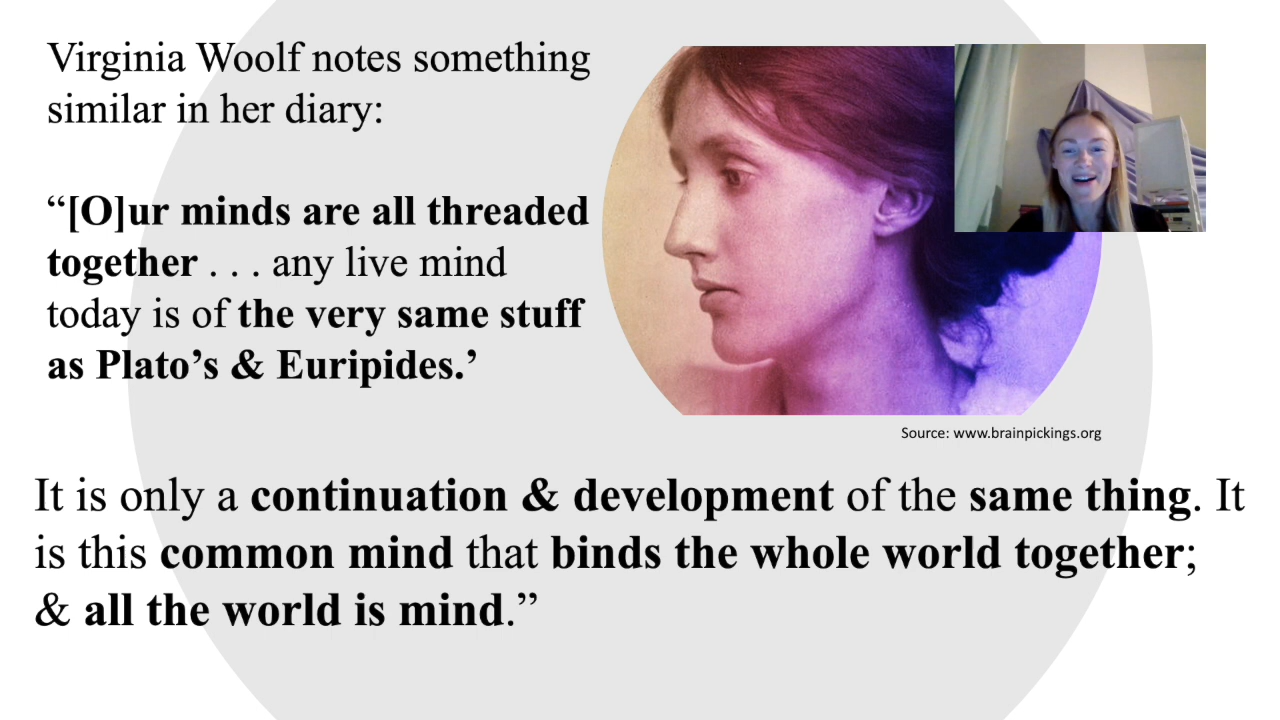 Virginia Woolf notes something
similar in her diary:
“[O]ur minds are all threaded
together . . . any live mind
today is of the very same stuff
as Plato’s & Euripides.’
Source: www.brainpickings.org
It is only a continuation & development of the same thing. It
is this common mind that binds the whole world together;
& all the world is mind.”